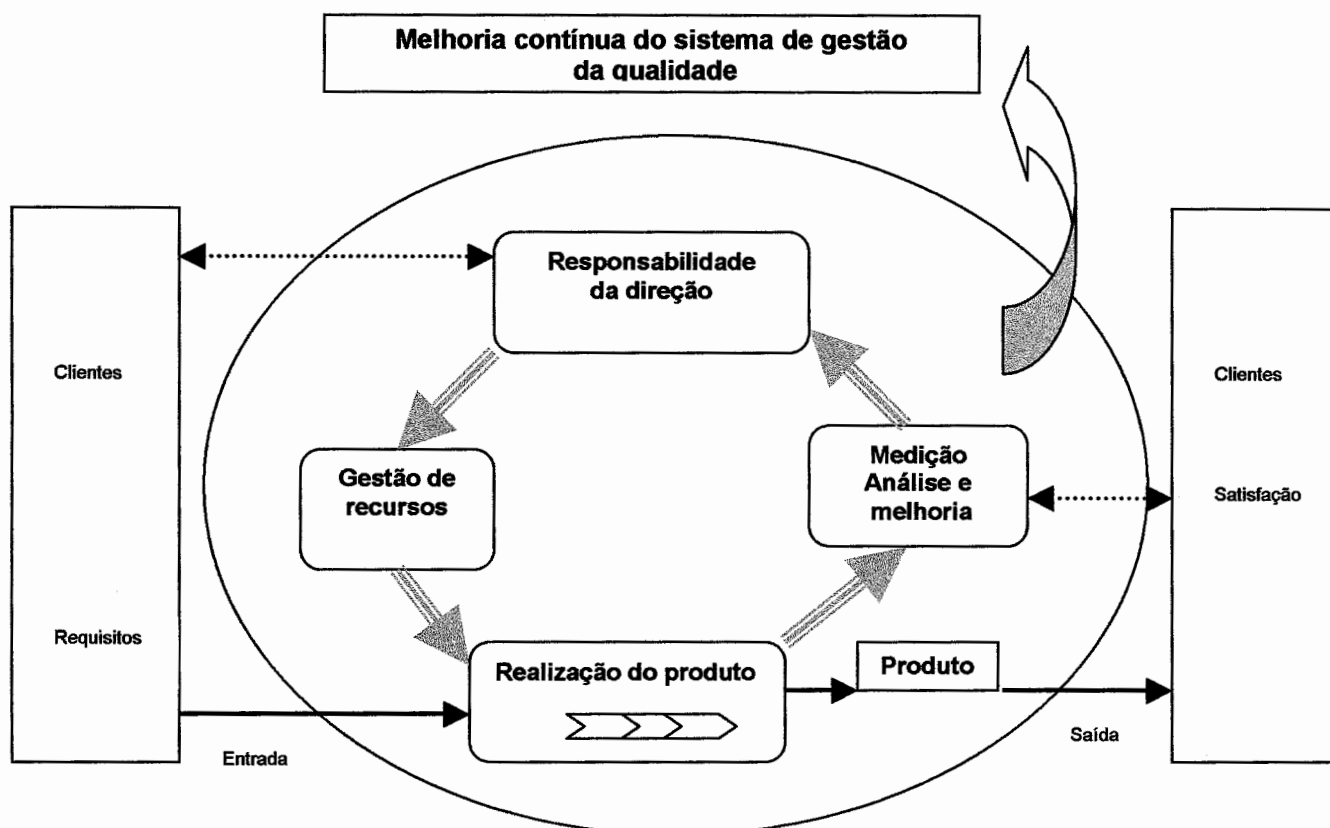 Melhoria contínua do sistema de gestão
da qualidade
Responsabilidade
da direção
Clientes
Clientes
Gestão de
recursos
Medição
Análise e
melhoria
Satisfação
Requisitos
Realização do produto
Produto
Entrada
Saída